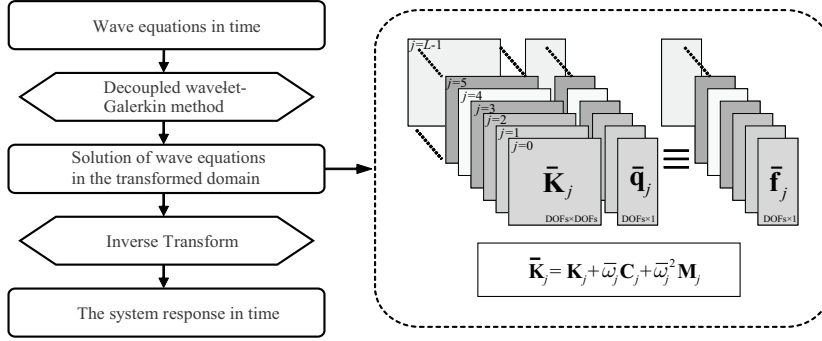 Wave equations in time
Decoupled wavelet-
Galerkin method
Solution of wave equations
in the transformed domain
Inverse Transform
The system response in time
j=L-1
j=5
j=4
j=3
j=2
j=1
j=0
K̄j
DOFs×DOFs
q̄j
DOFs×1
≡
f̄j
DOFs×1
K̄j= Kj+ω̄jCj+ω̄j²Mj